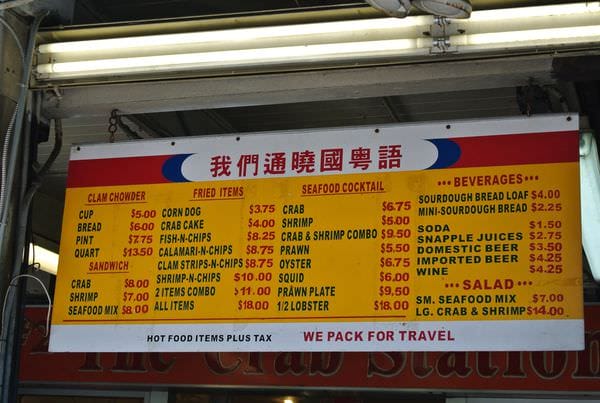 我們通曉國粵語
CLAM CHOWDER
CUP $5.00
BREAD $6.00
PINT $7.75
QUART $13.50
SANDWICH
CRAB $8.00
SHRIMP $7.00
SEAFOOD MIX $8.00
FRIED ITEMS
CORN DOG $3.75
CRAB CAKE $4.00
FISH-N-CHIPS $8.25
CALAMARI-N-CHIPS $8.75
CLAM STRIPS-N-CHIPS $8.75
SHRIMP-N-CHIPS $10.00
2 ITEMS COMBO $11.00
ALL ITEMS $18.00
SEAFOOD COCKTAIL
CRAB $6.75
SHRIMP $5.00
CRAB & SHRIMP COMBO $9.50
PRAWN $5.50
OYSTER $6.75
SQUID $6.00
PRAWN PLATE $9.50
1/2 LOBSTER $18.00
••• BEVERAGES •••
SOURDOUGH BREAD LOAF $4.00
MINI-SOURDOUGH BREAD $2.25
SODA $1.50
SNAPPLE JUICES $2.75
DOMESTIC BEER $3.50
IMPORTED BEER $4.25
WINE $4.25
••• SALAD •••
SM. SEAFOOD MIX $7.00
LG. CRAB & SHRIMP $14.00
HOT FOOD ITEMS PLUS TAX WE PACK FOR TRAVEL
The Crab Station